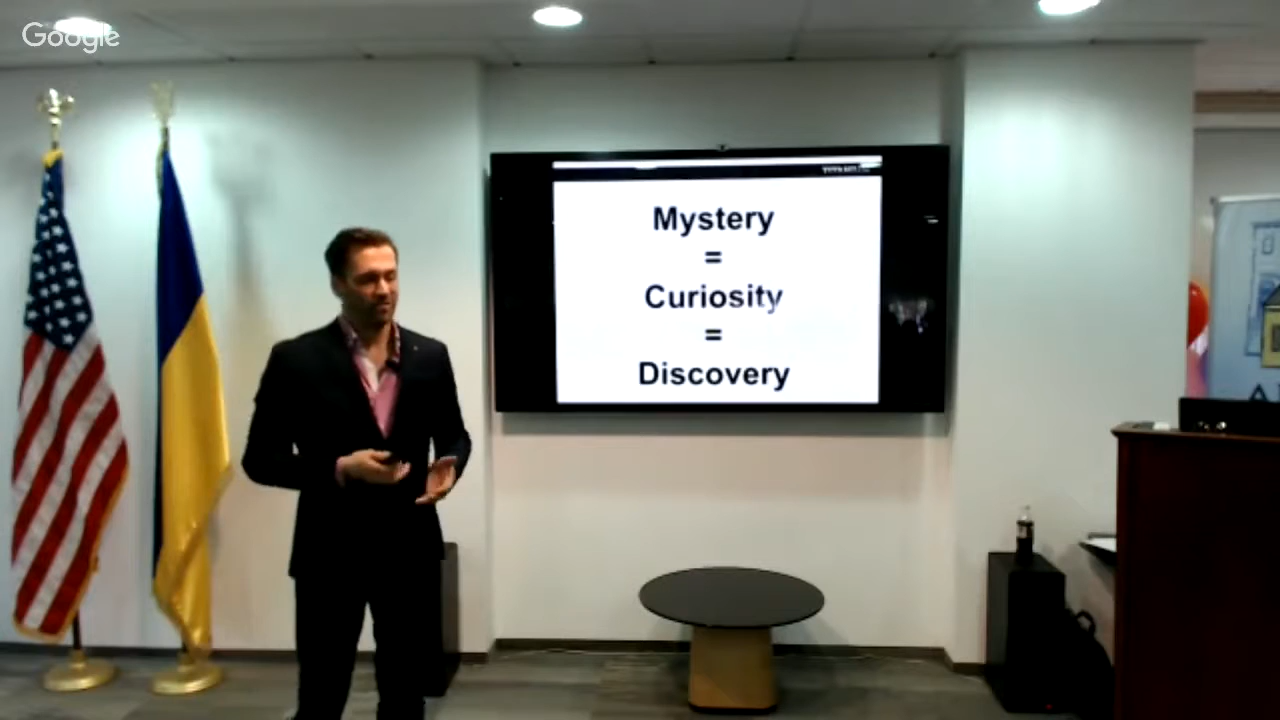 Google
Mystery
=
Curiosity
=
Discovery